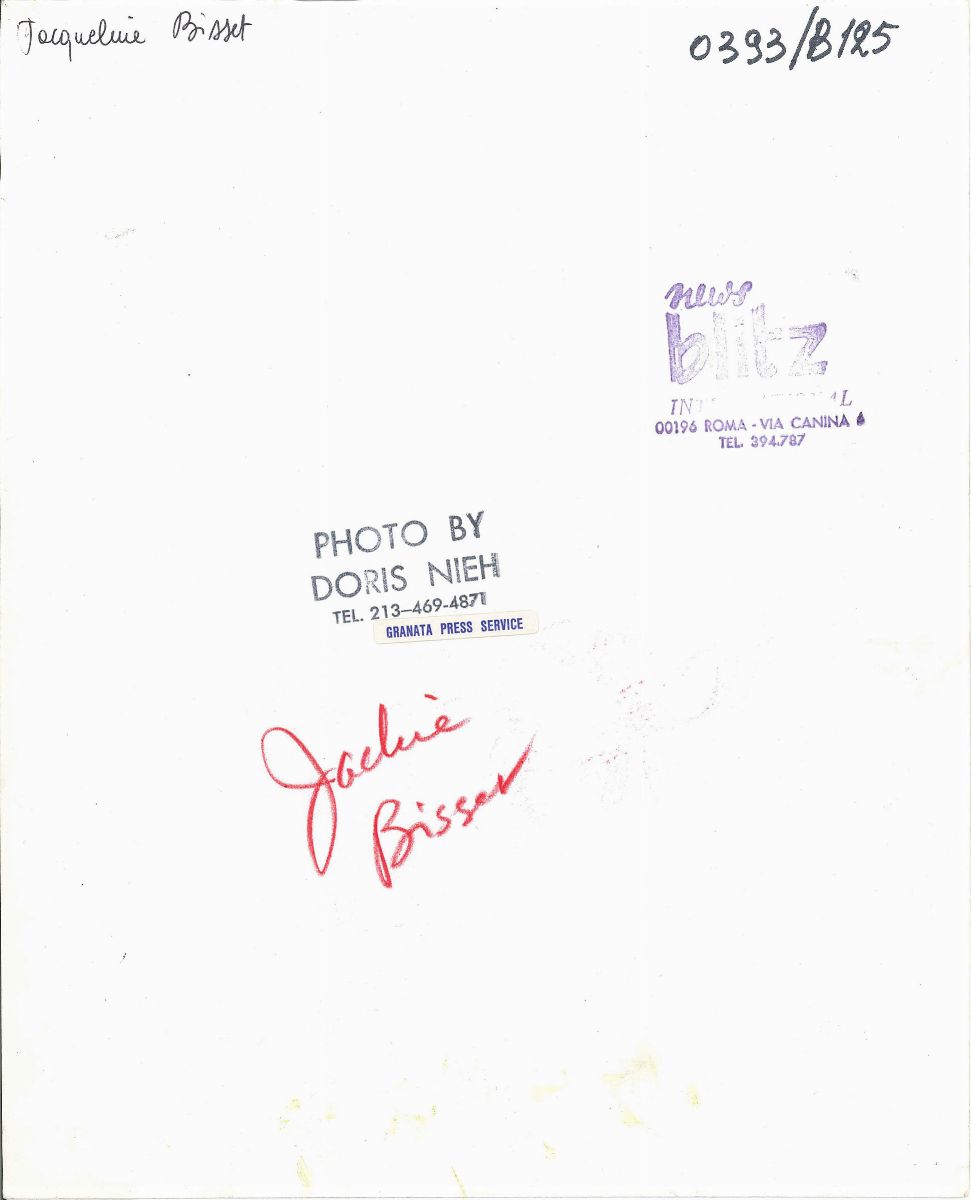 Jacqueline Bisset
0393/B125
news
blitz
00196 ROMA - VIA CANINA 6
TEL. 394.787
PHOTO BY
DORIS NIEH
TEL. 213-469-4871
GRANATA PRESS SERVICE
Jackie
Bisset